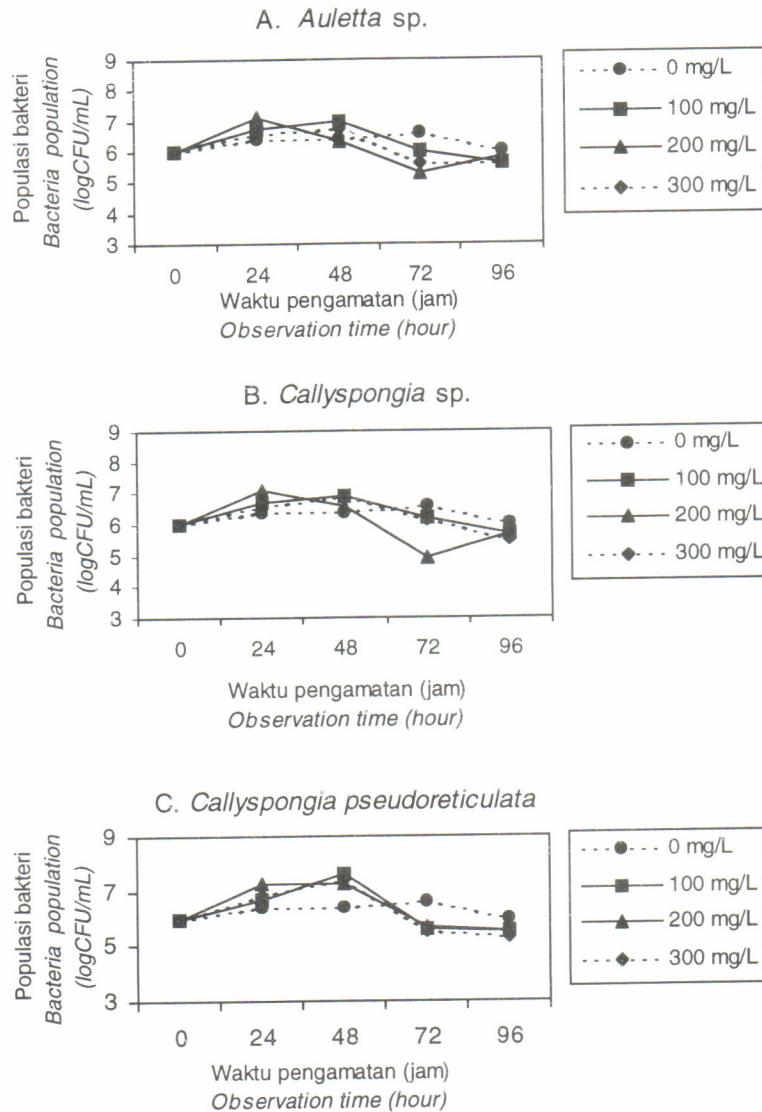 A. Auletta sp.
Populasi bakteri
Bacteria population
(logCFU/mL)
9
8
7
6
5
4
3
0 24 48 72 96
Waktu pengamatan (jam)
Observation time (hour)
0 mg/L
100 mg/L
200 mg/L
300 mg/L
B. Callyspongia sp.
Populasi bakteri
Bacteria population
(logCFU/mL)
9
8
7
6
5
4
3
0 24 48 72 96
Waktu pengamatan (jam)
Observation time (hour)
0 mg/L
100 mg/L
200 mg/L
300 mg/L
C. Callyspongia pseudoreticulata
Populasi bakteri
Bacteria population
(logCFU/mL)
9
7
5
3
0 24 48 72 96
Waktu pengamatan (jam)
Observation time (hour)
0 mg/L
100 mg/L
200 mg/L
300 mg/L